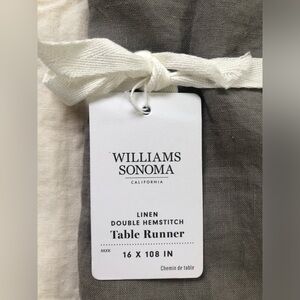 WILLIAMS
SONOMA
CALIFORNIA
LINEN
DOUBLE HEMSTITCH
Table Runner
16 X 108 IN
Chemin de table